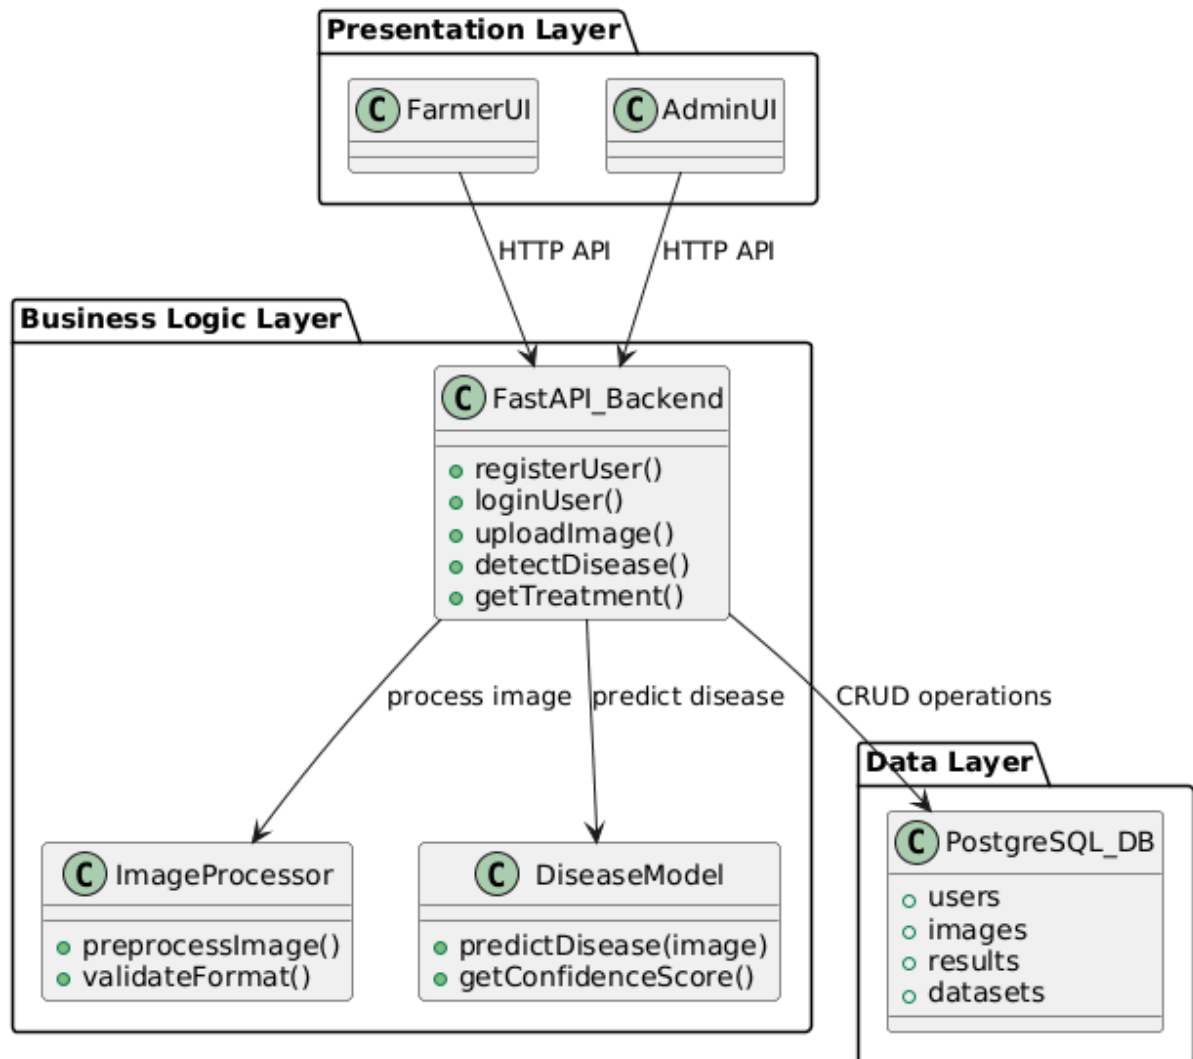 Presentation Layer
C FarmerUI
C AdminUI
HTTP API
HTTP API
Business Logic Layer
C FastAPI_Backend
registerUser()
loginUser()
uploadImage()
detectDisease()
getTreatment()
process image
predict disease
CRUD operations
Data Layer
C ImageProcessor
preprocessImage()
validateFormat()
C DiseaseModel
predictDisease(image)
getConfidenceScore()
C PostgreSQL_DB
users
images
results
datasets